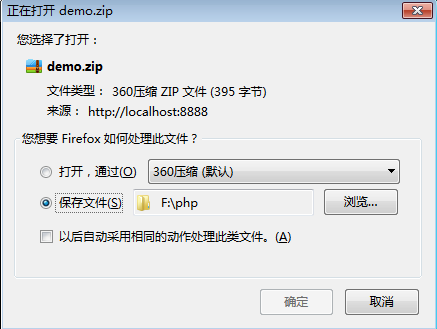 正在打开 demo.zip
您选择了打开：
demo.zip
文件类型： 360压缩 ZIP 文件 (395 字节)
来源： http://localhost:8888
您想要 Firefox 如何处理此文件？
打开，通过(O) 360压缩 (默认)
保存文件(S) F:\php 浏览...
以后自动采用相同的动作处理此类文件。(A)
确定 取消